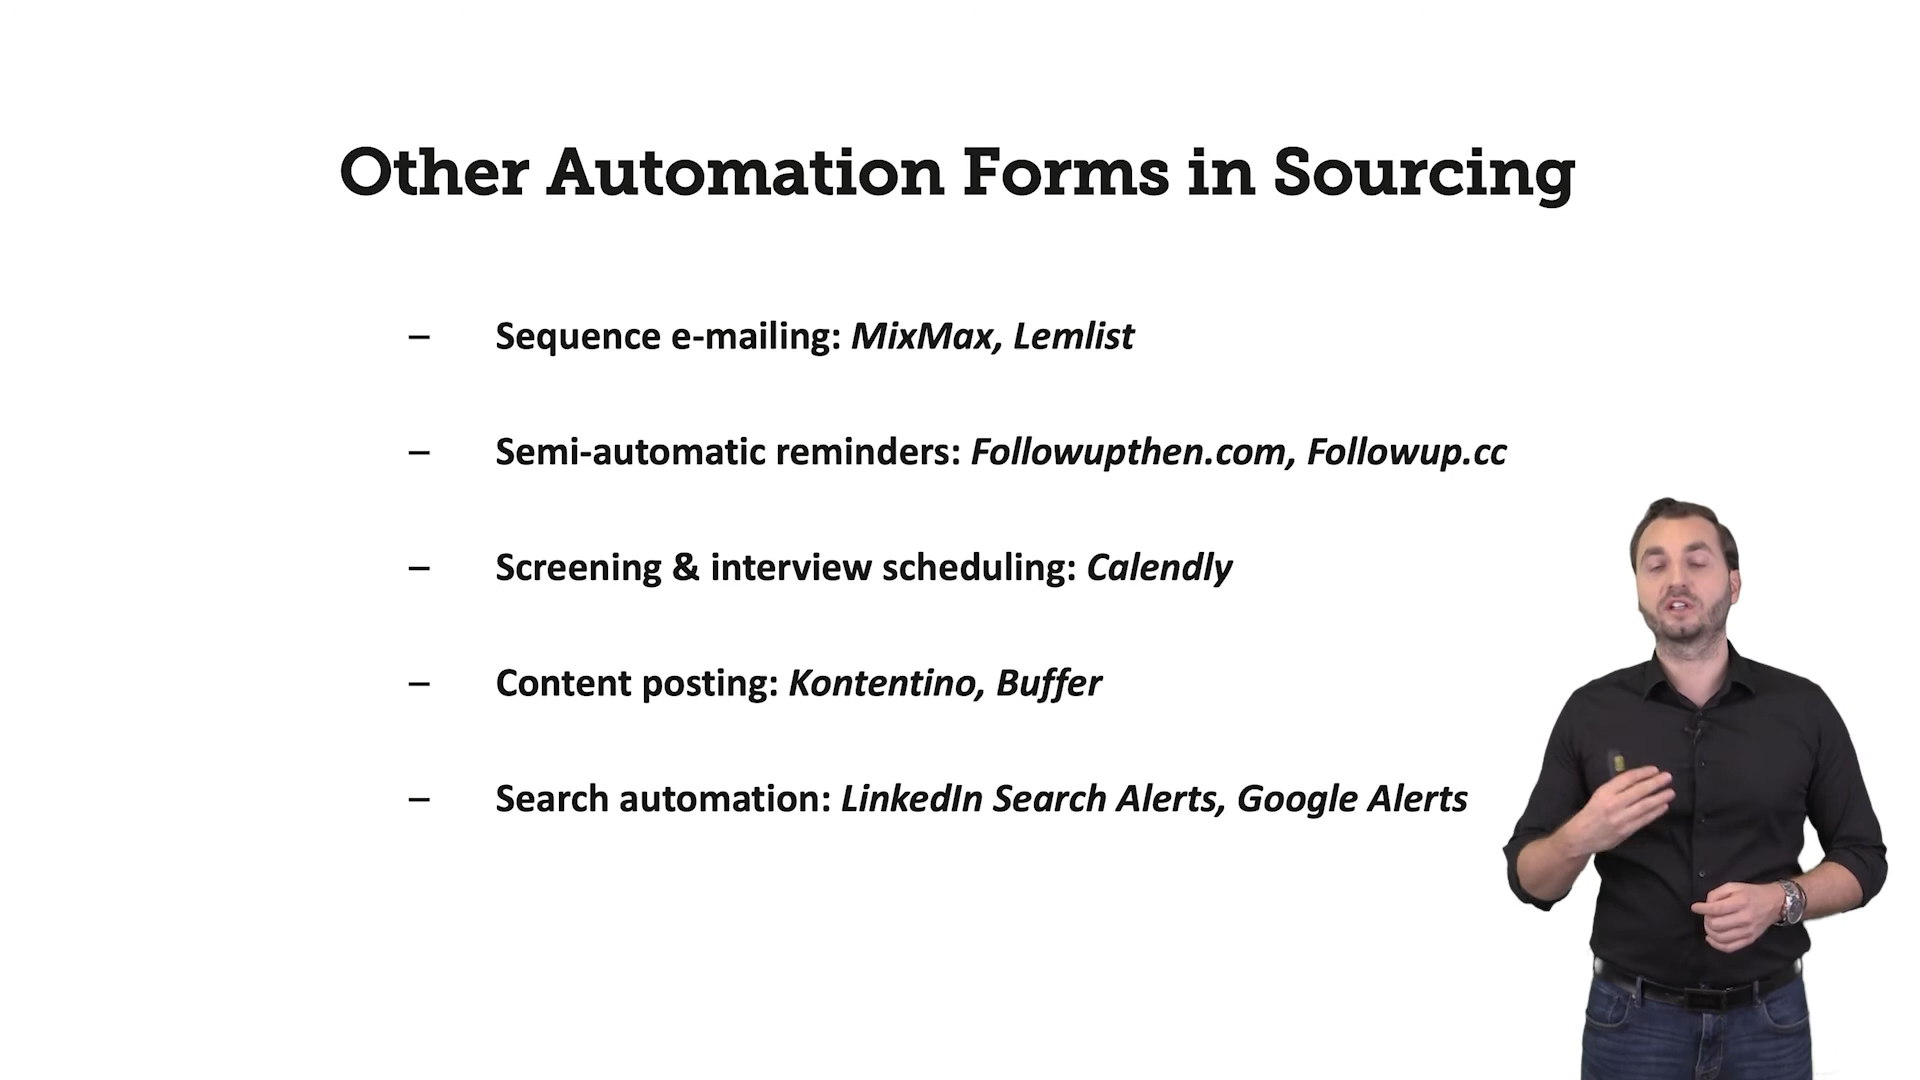 Other Automation Forms in Sourcing
– Sequence e-mailing: MixMax, Lemlist
– Semi-automatic reminders: Followupthen.com, Followup.cc
– Screening & interview scheduling: Calendly
– Content posting: Kontentino, Buffer
– Search automation: LinkedIn Search Alerts, Google Alerts